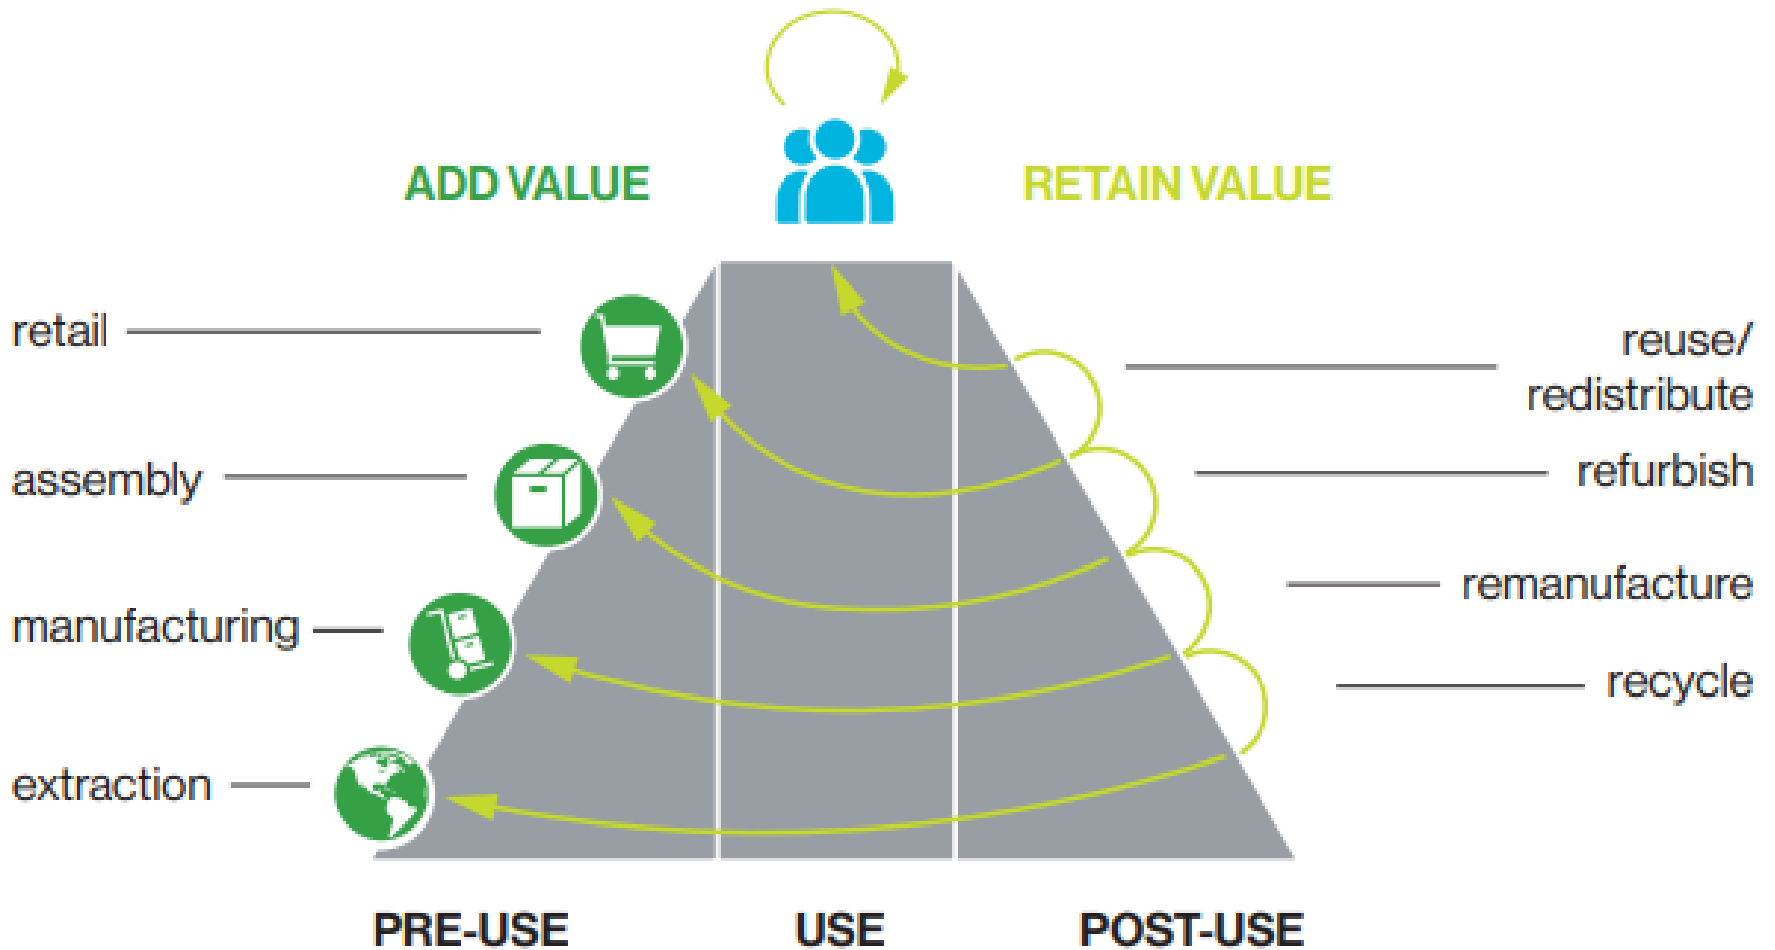 ADD VALUE
RETAIN VALUE
retail
assembly
manufacturing
extraction
reuse/
redistribute
refurbish
remanufacture
recycle
PRE-USE
USE
POST-USE